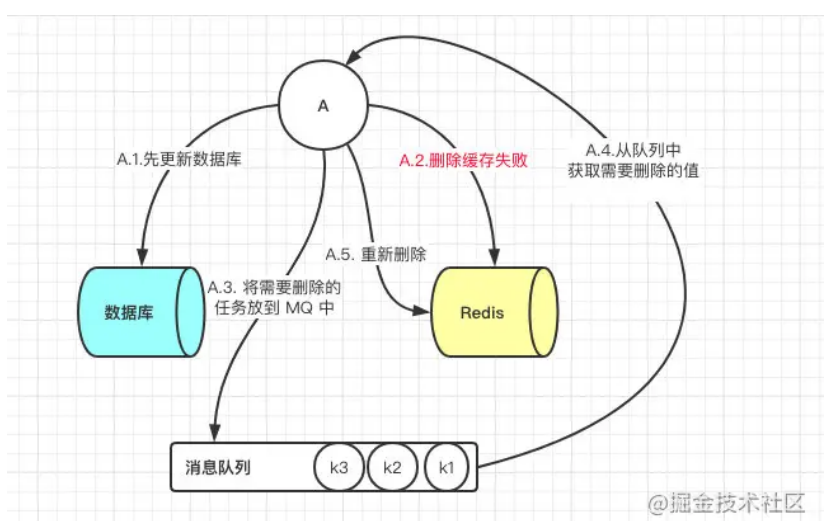 A
A.1.先更新数据库
A.2.删除缓存失败
A.4.从队列中
获取需要删除的值
A.5. 重新删除
A.3. 将需要删除的
任务放到 MQ 中
数据库
Redis
消息队列
k3
k2
k1
@掘金技术社区